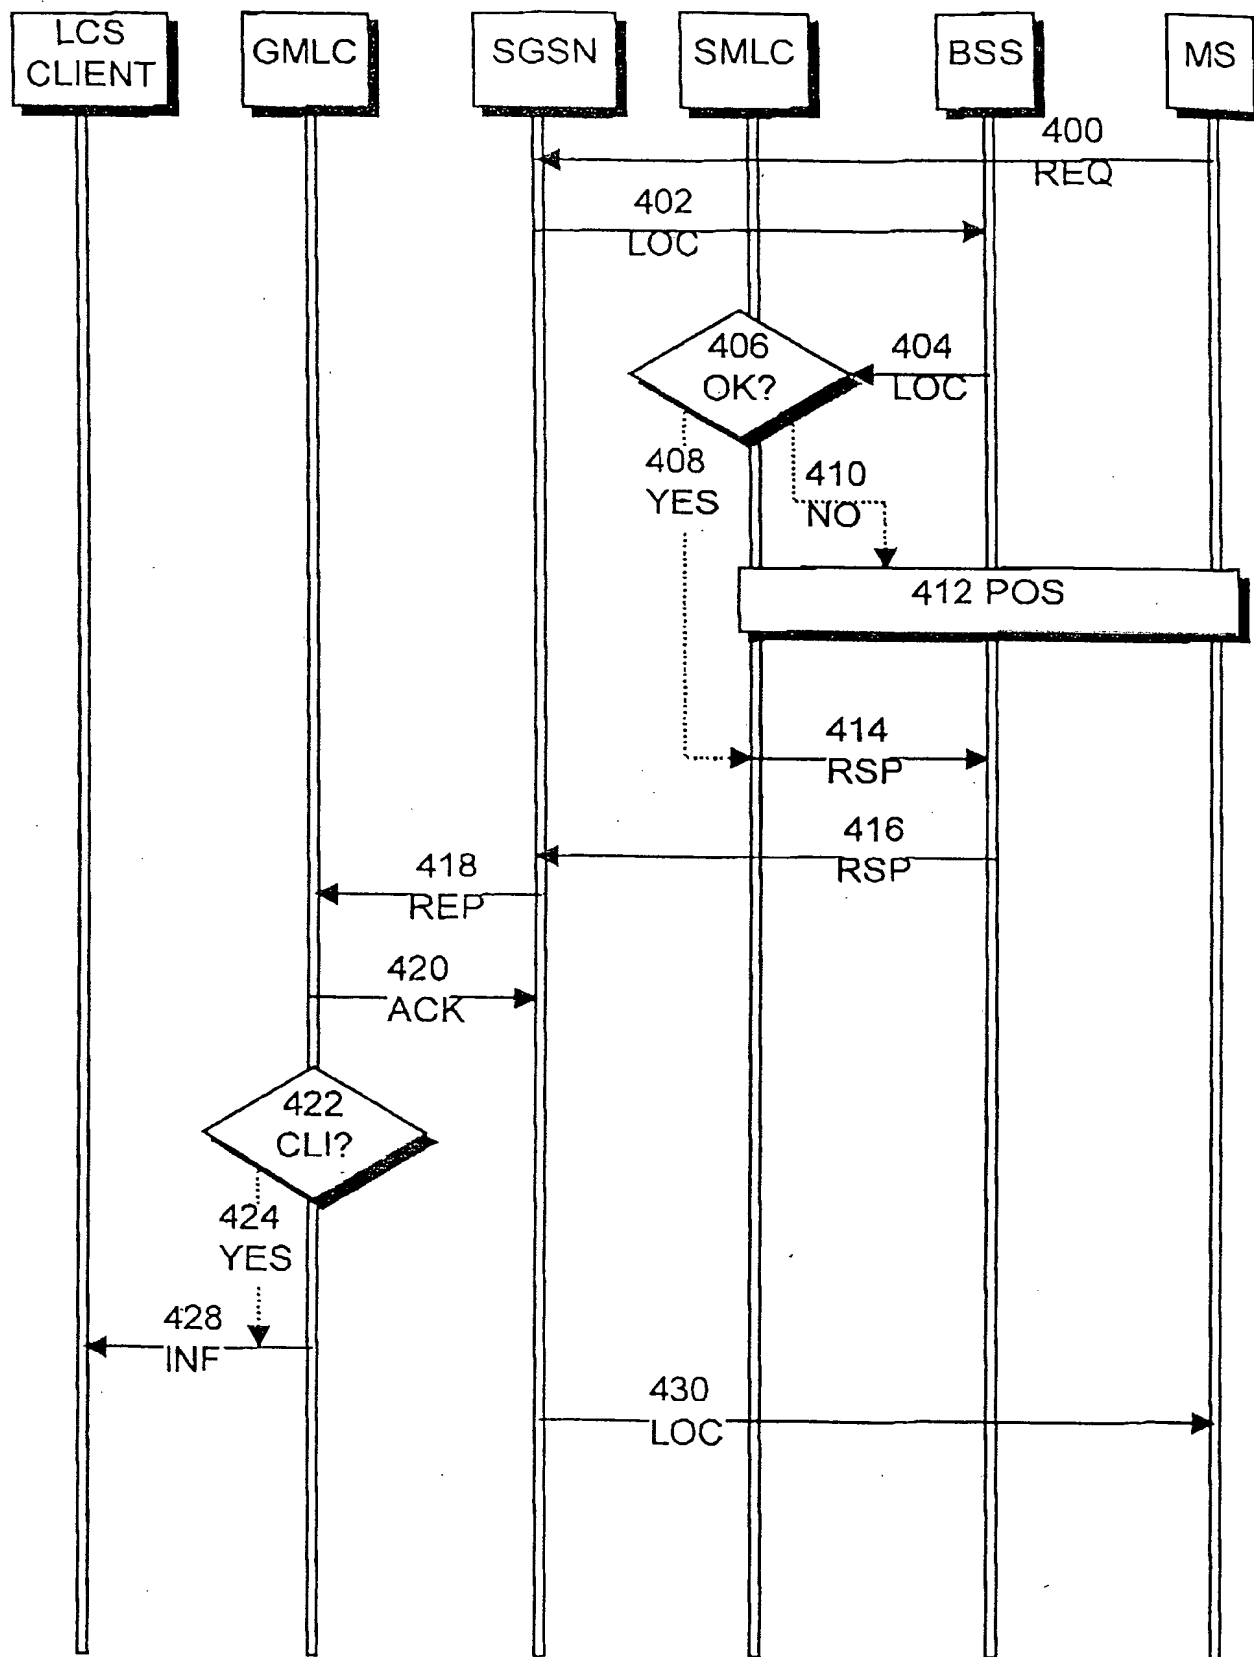 LCS
CLIENT
GMLC
SGSN
SMLC
BSS
MS
400
REQ
402
LOC
406
OK?
404
LOC
408
YES
410
NO
412 POS
414
RSP
416
RSP
418
REP
420
ACK
422
CLI?
424
YES
428
INF
430
LOC